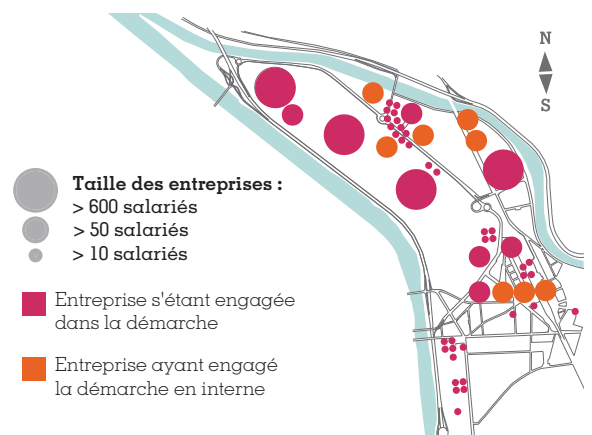 N
S
Taille des entreprises :
> 600 salariés
> 50 salariés
> 10 salariés
Entreprise s'étant engagée
dans la démarche
Entreprise ayant engagé
la démarche en interne